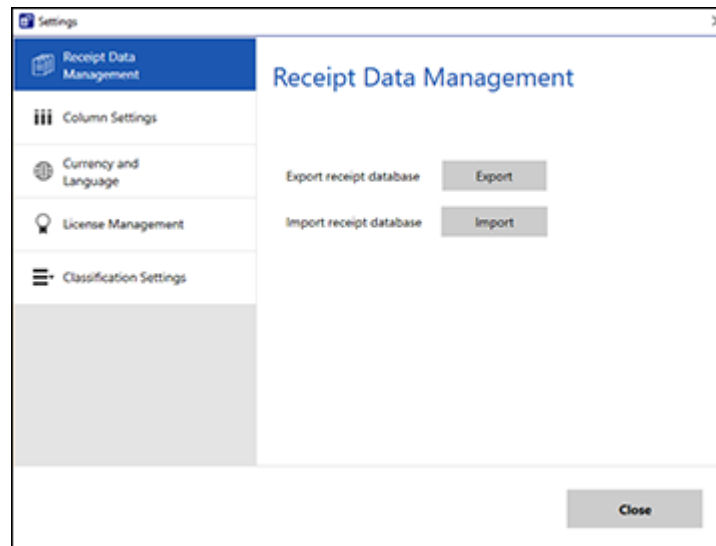 Settings
Receipt Data
Management
Column Settings
Currency and
Language
License Management
Classification Settings
Receipt Data Management
Export receipt database
Export
Import receipt database
Import
Close